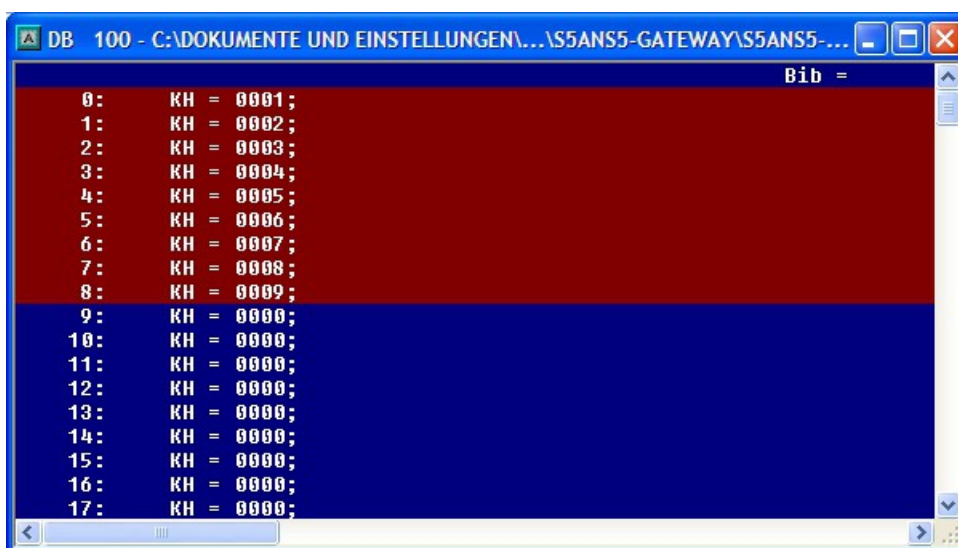 DB 100 - C:\DOKUMENTE UND EINSTELLUNGEN\...\S5ANS5-GATEWAY\S5ANS5-...
Bib =
0: KH = 0001;
1: KH = 0002;
2: KH = 0003;
3: KH = 0004;
4: KH = 0005;
5: KH = 0006;
6: KH = 0007;
7: KH = 0008;
8: KH = 0009;
9: KH = 0000;
10: KH = 0000;
11: KH = 0000;
12: KH = 0000;
13: KH = 0000;
14: KH = 0000;
15: KH = 0000;
16: KH = 0000;
17: KH = 0000;